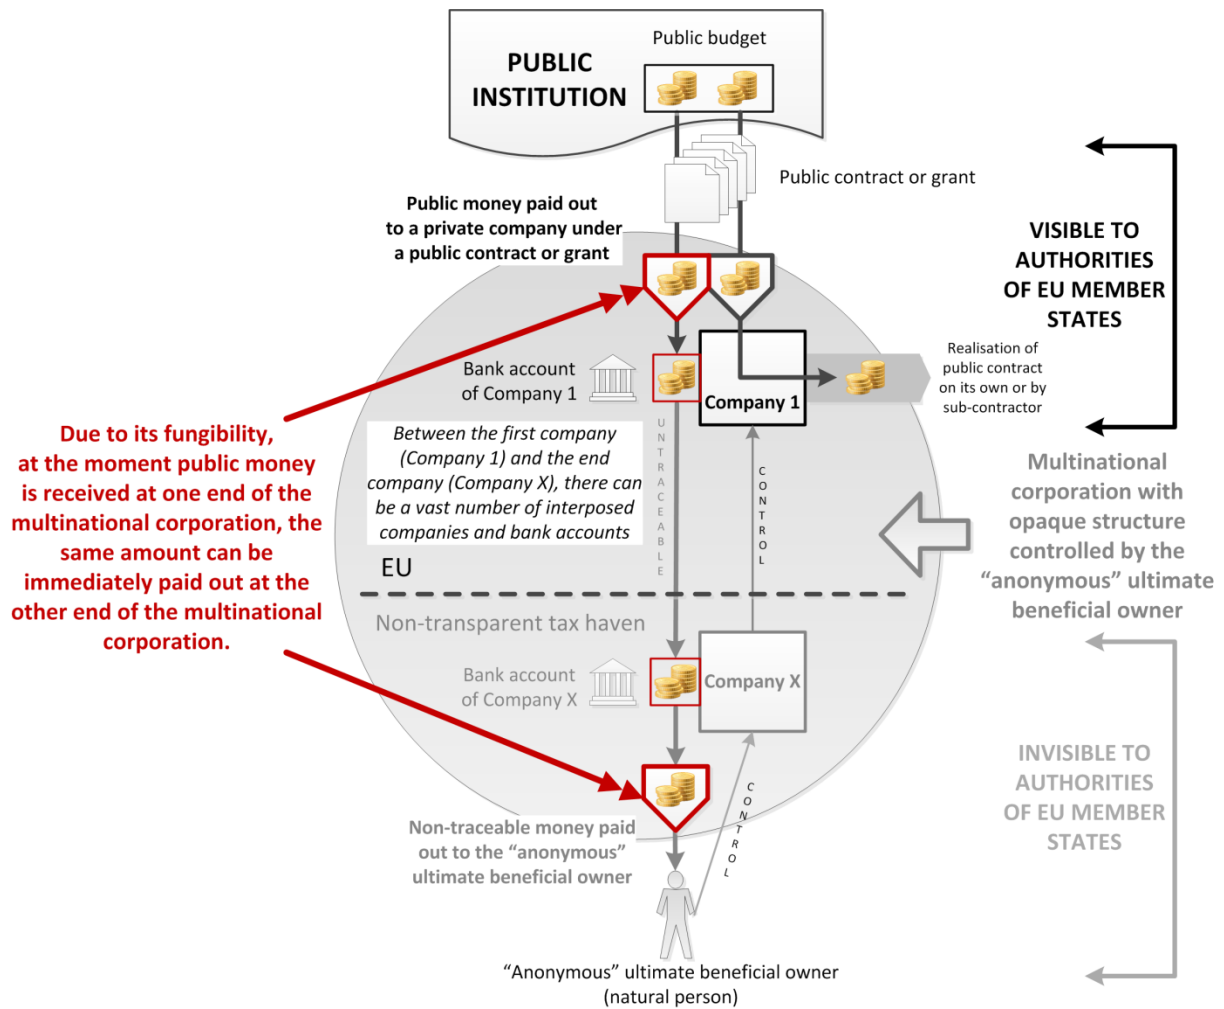 Public budget
PUBLIC
INSTITUTION
Public contract or grant
Public money paid out
to a private company under
a public contract or grant
VISIBLE TO
AUTHORITIES
OF EU MEMBER
STATES
Realisation of
public contract
on its own or by
sub-contractor
Bank account
of Company 1
Company 1
Due to its fungibility,
at the moment public money
is received at one end of the
multinational corporation, the
same amount can be
immediately paid out at the
other end of the multinational
corporation.
Between the first company
(Company 1) and the end
company (Company X), there can
be a vast number of interposed
companies and bank accounts
UNTRACEABLE
CONTROL
Multinational
corporation with
opaque structure
controlled by the
“anonymous” ultimate
beneficial owner
EU
Non-transparent tax haven
Bank account
of Company X
Company X
INVISIBLE TO
AUTHORITIES
OF EU MEMBER
STATES
CONTROL
Non-traceable money paid
out to the “anonymous”
ultimate beneficial owner
“Anonymous” ultimate beneficial owner
(natural person)